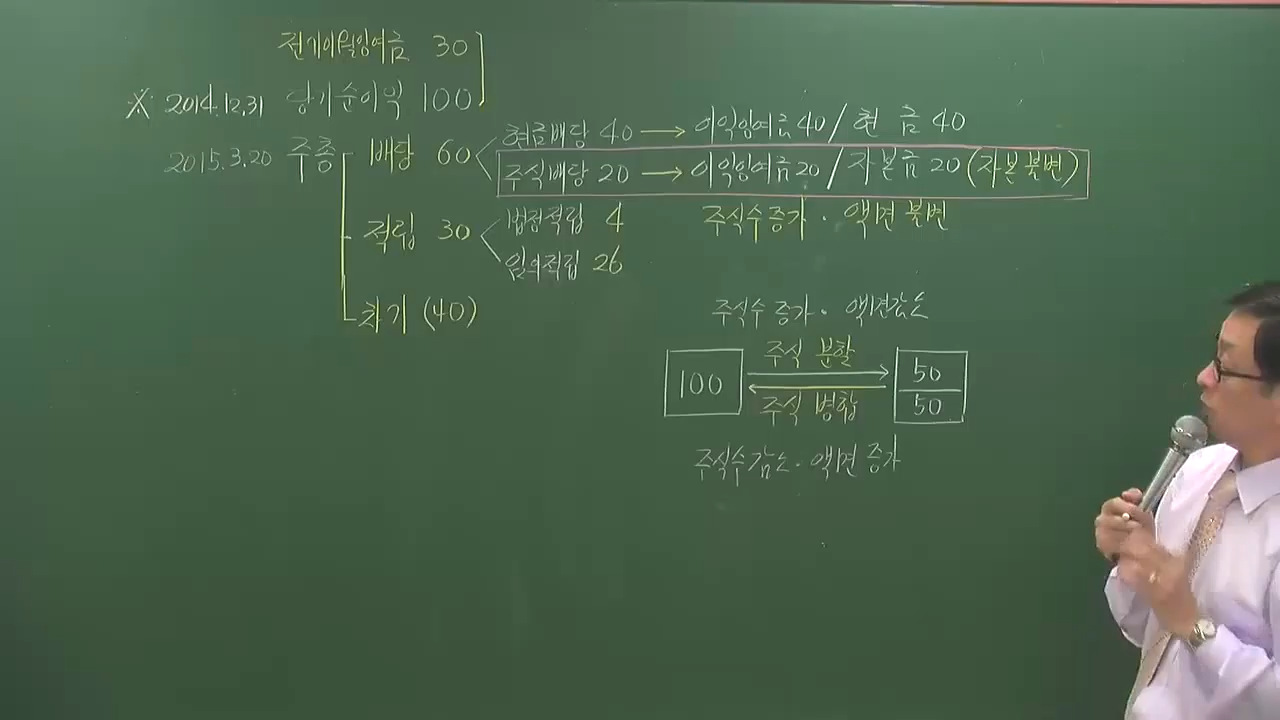 전기이월잉여금 30
※ 2014.12.31 당기순이익 100
2015.3.20 주총 배당 60 현금배당 40 → 이익잉여금 40 / 현 금 40
주식배당 20 → 이익잉여금 20 / 자본금 20 (자본 불변)
적립 30 법정적립 4 주식수 증가 · 액면 불변
임의적립 26
차기 (40)
주식수 증가 · 액면감소
100 주식 분할 50
주식 병합 50
주식수 감소 · 액면 증가